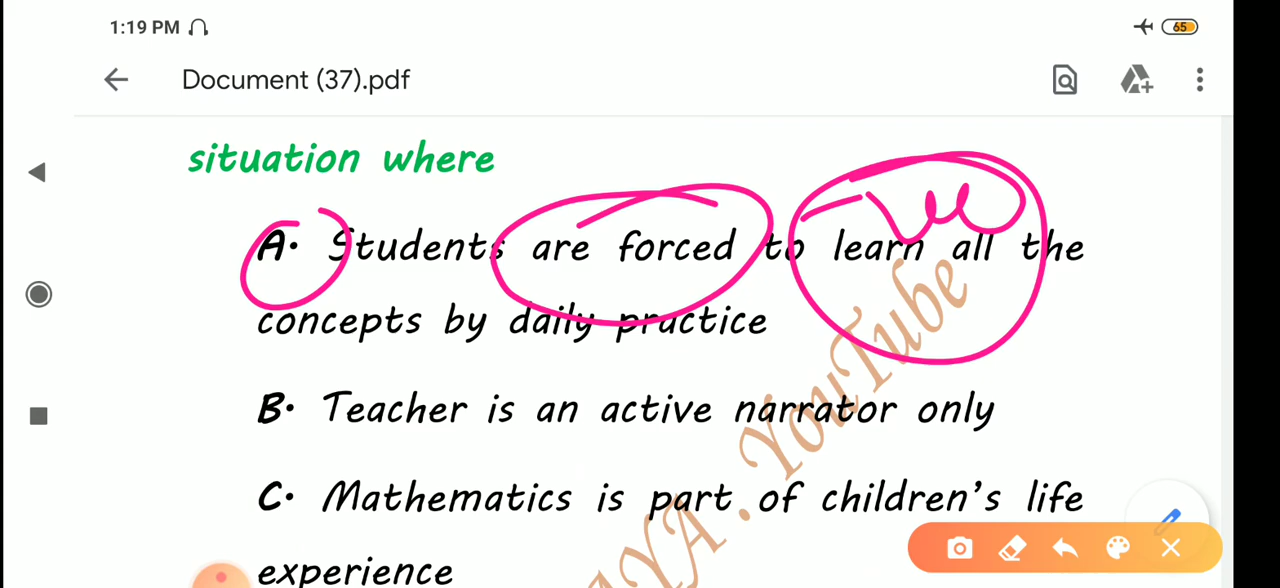 1:19 PM
65
Document (37).pdf
situation where
A. Students are forced to learn all the
concepts by daily practice
B. Teacher is an active narrator only
C. Mathematics is part of children's life
experience
YouTube